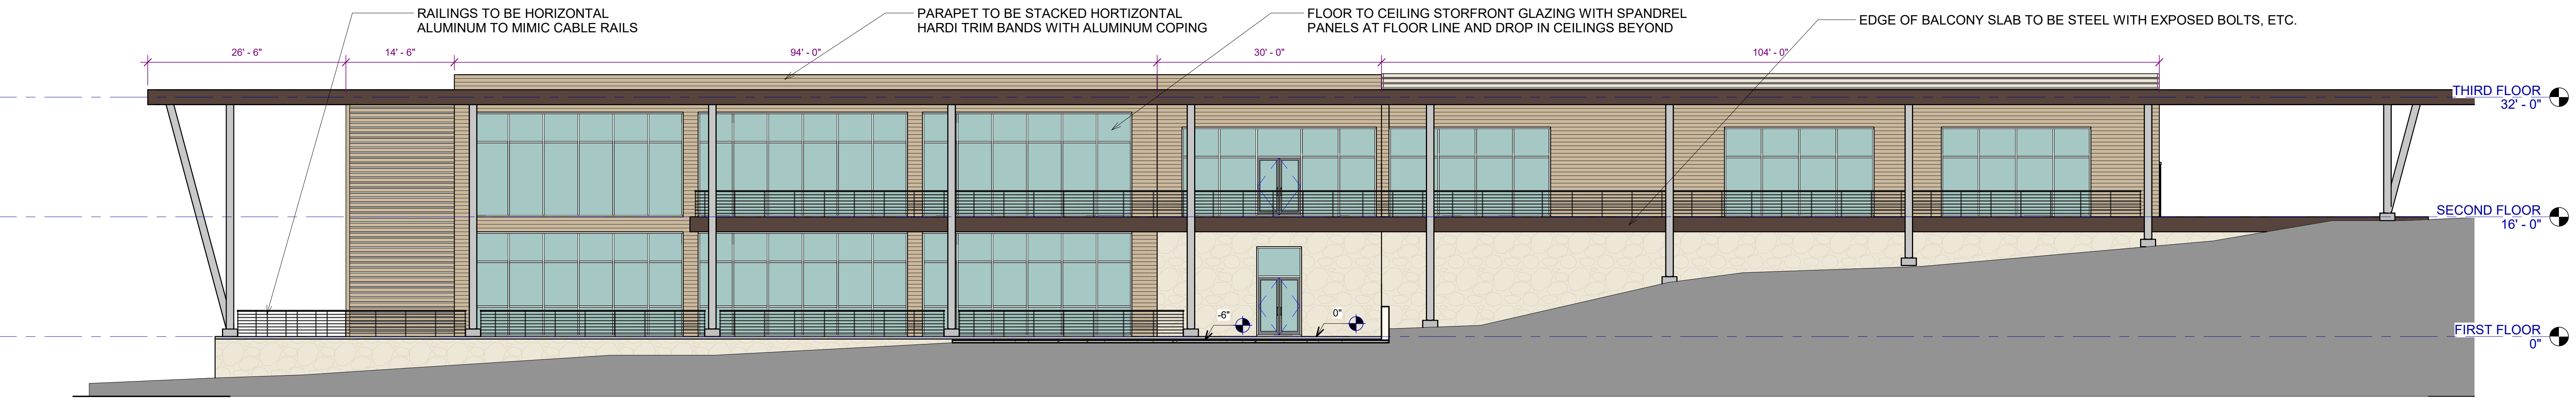 RAILINGS TO BE HORIZONTAL
ALUMINUM TO MIMIC CABLE RAILS
PARAPET TO BE STACKED HORTIZONTAL
HARDI TRIM BANDS WITH ALUMINUM COPING
FLOOR TO CEILING STORFRONT GLAZING WITH SPANDREL
PANELS AT FLOOR LINE AND DROP IN CEILINGS BEYOND
EDGE OF BALCONY SLAB TO BE STEEL WITH EXPOSED BOLTS, ETC.
26' - 6"
14' - 6"
94' - 0"
30' - 0"
104' - 0"
THIRD FLOOR
32' - 0"
SECOND FLOOR
16' - 0"
-6"
0"
FIRST FLOOR
0"